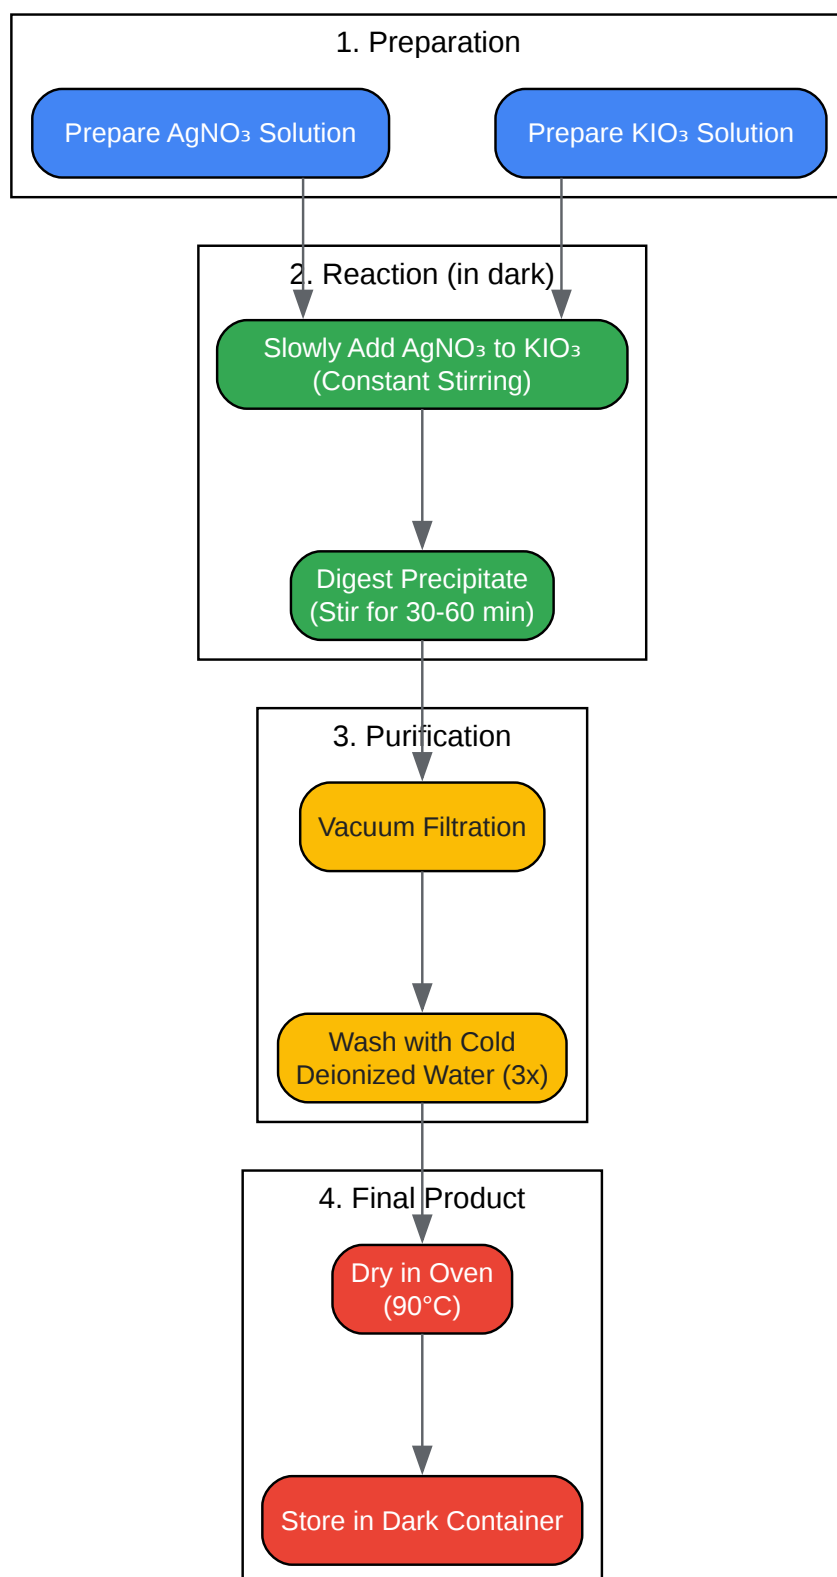 1. Preparation
Prepare AgNO₃ Solution
Prepare KIO₃ Solution
2. Reaction (in dark)
Slowly Add AgNO₃ to KIO₃
(Constant Stirring)
Digest Precipitate
(Stir for 30-60 min)
3. Purification
Vacuum Filtration
Wash with Cold
Deionized Water (3x)
4. Final Product
Dry in Oven
(90°C)
Store in Dark Container